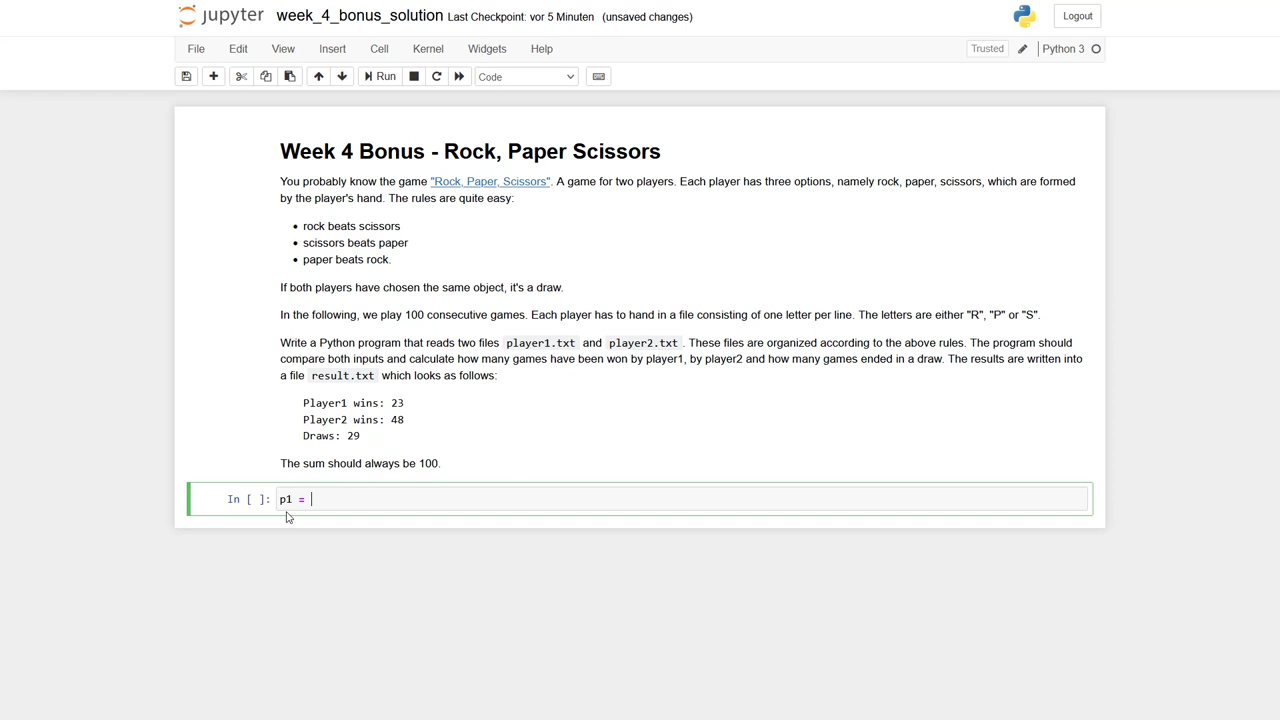 jupyter week_4_bonus_solution Last Checkpoint: vor 5 Minuten (unsaved changes) Logout
File Edit View Insert Cell Kernel Widgets Help Trusted Python 3
Run Code
Week 4 Bonus - Rock, Paper Scissors
You probably know the game "Rock, Paper, Scissors". A game for two players. Each player has three options, namely rock, paper, scissors, which are formed
by the player's hand. The rules are quite easy:
• rock beats scissors
• scissors beats paper
• paper beats rock.
If both players have chosen the same object, it's a draw.
In the following, we play 100 consecutive games. Each player has to hand in a file consisting of one letter per line. The letters are either "R", "P" or "S".
Write a Python program that reads two files player1.txt and player2.txt. These files are organized according to the above rules. The program should
compare both inputs and calculate how many games have been won by player1, by player2 and how many games ended in a draw. The results are written into
a file result.txt which looks as follows:
Player1 wins: 23
Player2 wins: 48
Draws: 29
The sum should always be 100.
In [ ]: p1 =